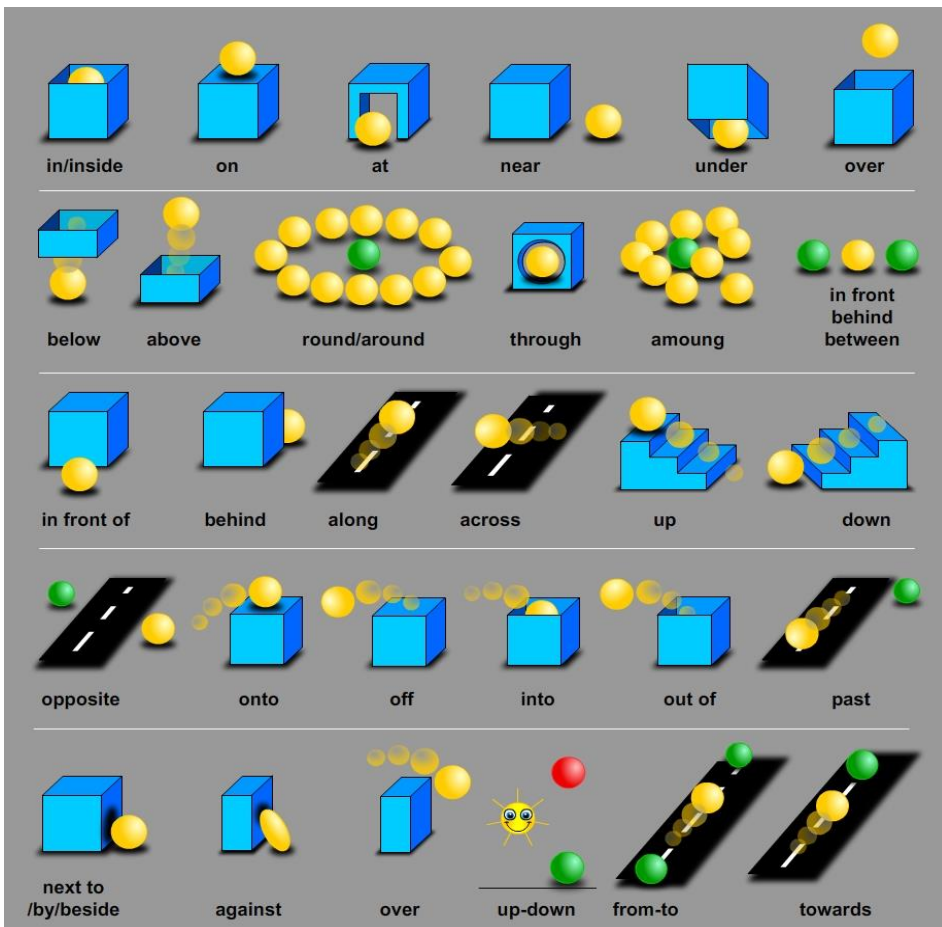 in/inside
on
at
near
under
over
below
above
round/around
through
amoung
in front
behind
between
in front of
behind
along
across
up
down
opposite
onto
off
into
out of
past
next to
/by/beside
against
over
up-down
from-to
towards